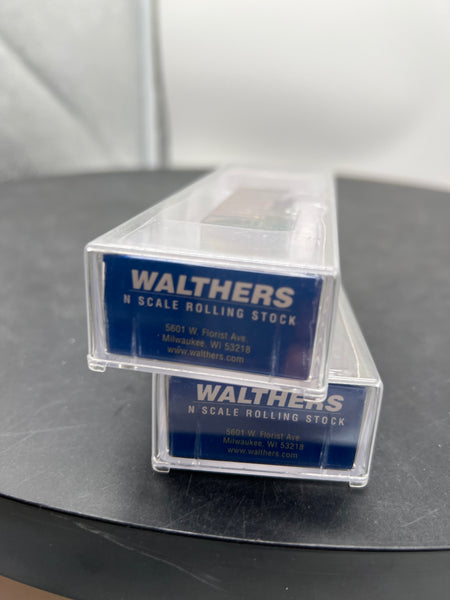 WALTHERS
N SCALE ROLLING STOCK
5601 W. Florist Ave.
Milwaukee, WI 53218
www.walthers.com
WALTHERS
N SCALE ROLLING STOCK
5601 W. Florist Ave.
Milwaukee, WI 53218
www.walthers.com